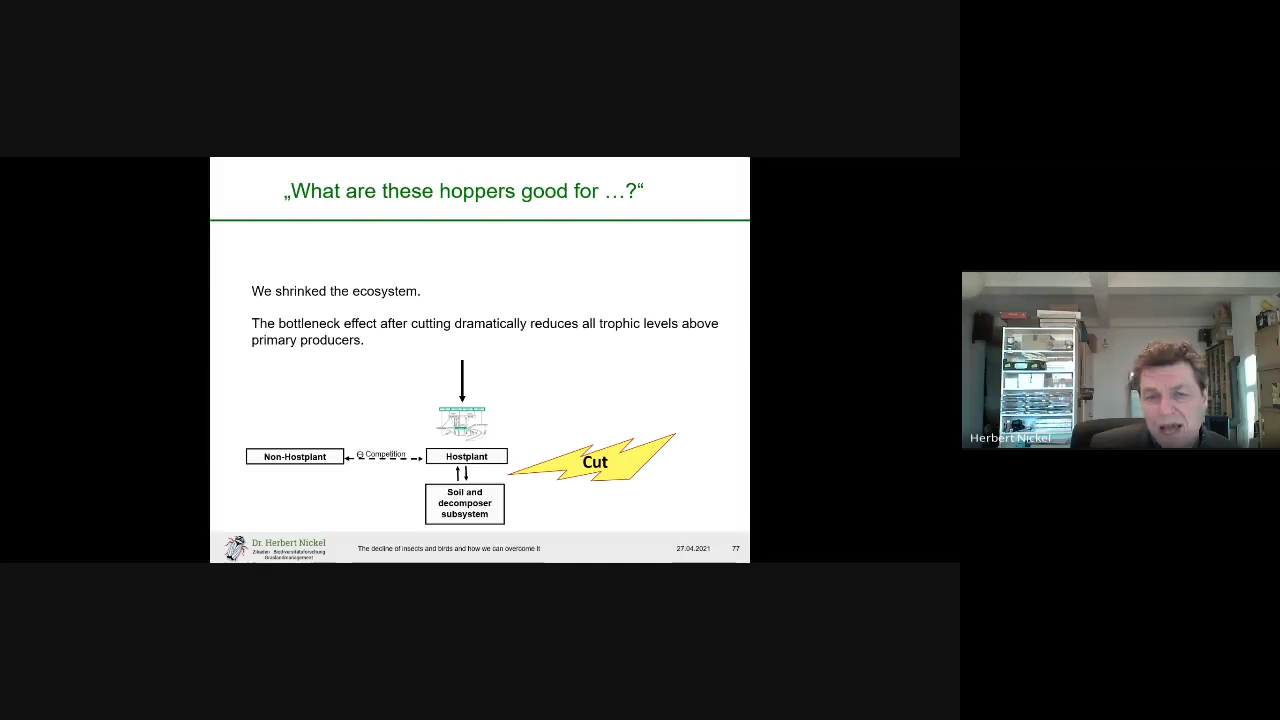 „What are these hoppers good for …?“
We shrinked the ecosystem.
The bottleneck effect after cutting dramatically reduces all trophic levels above
primary producers.
Non-Hostplant
⊖ Competition
Hostplant
Cut
Soil and
decomposer
subsystem
Dr. Herbert Nickel
Zikaden · Biodiversitätsforschung
Graslandmanagement
The decline of insects and birds and how we can overcome it
27.04.2021
77
Herbert Nickel